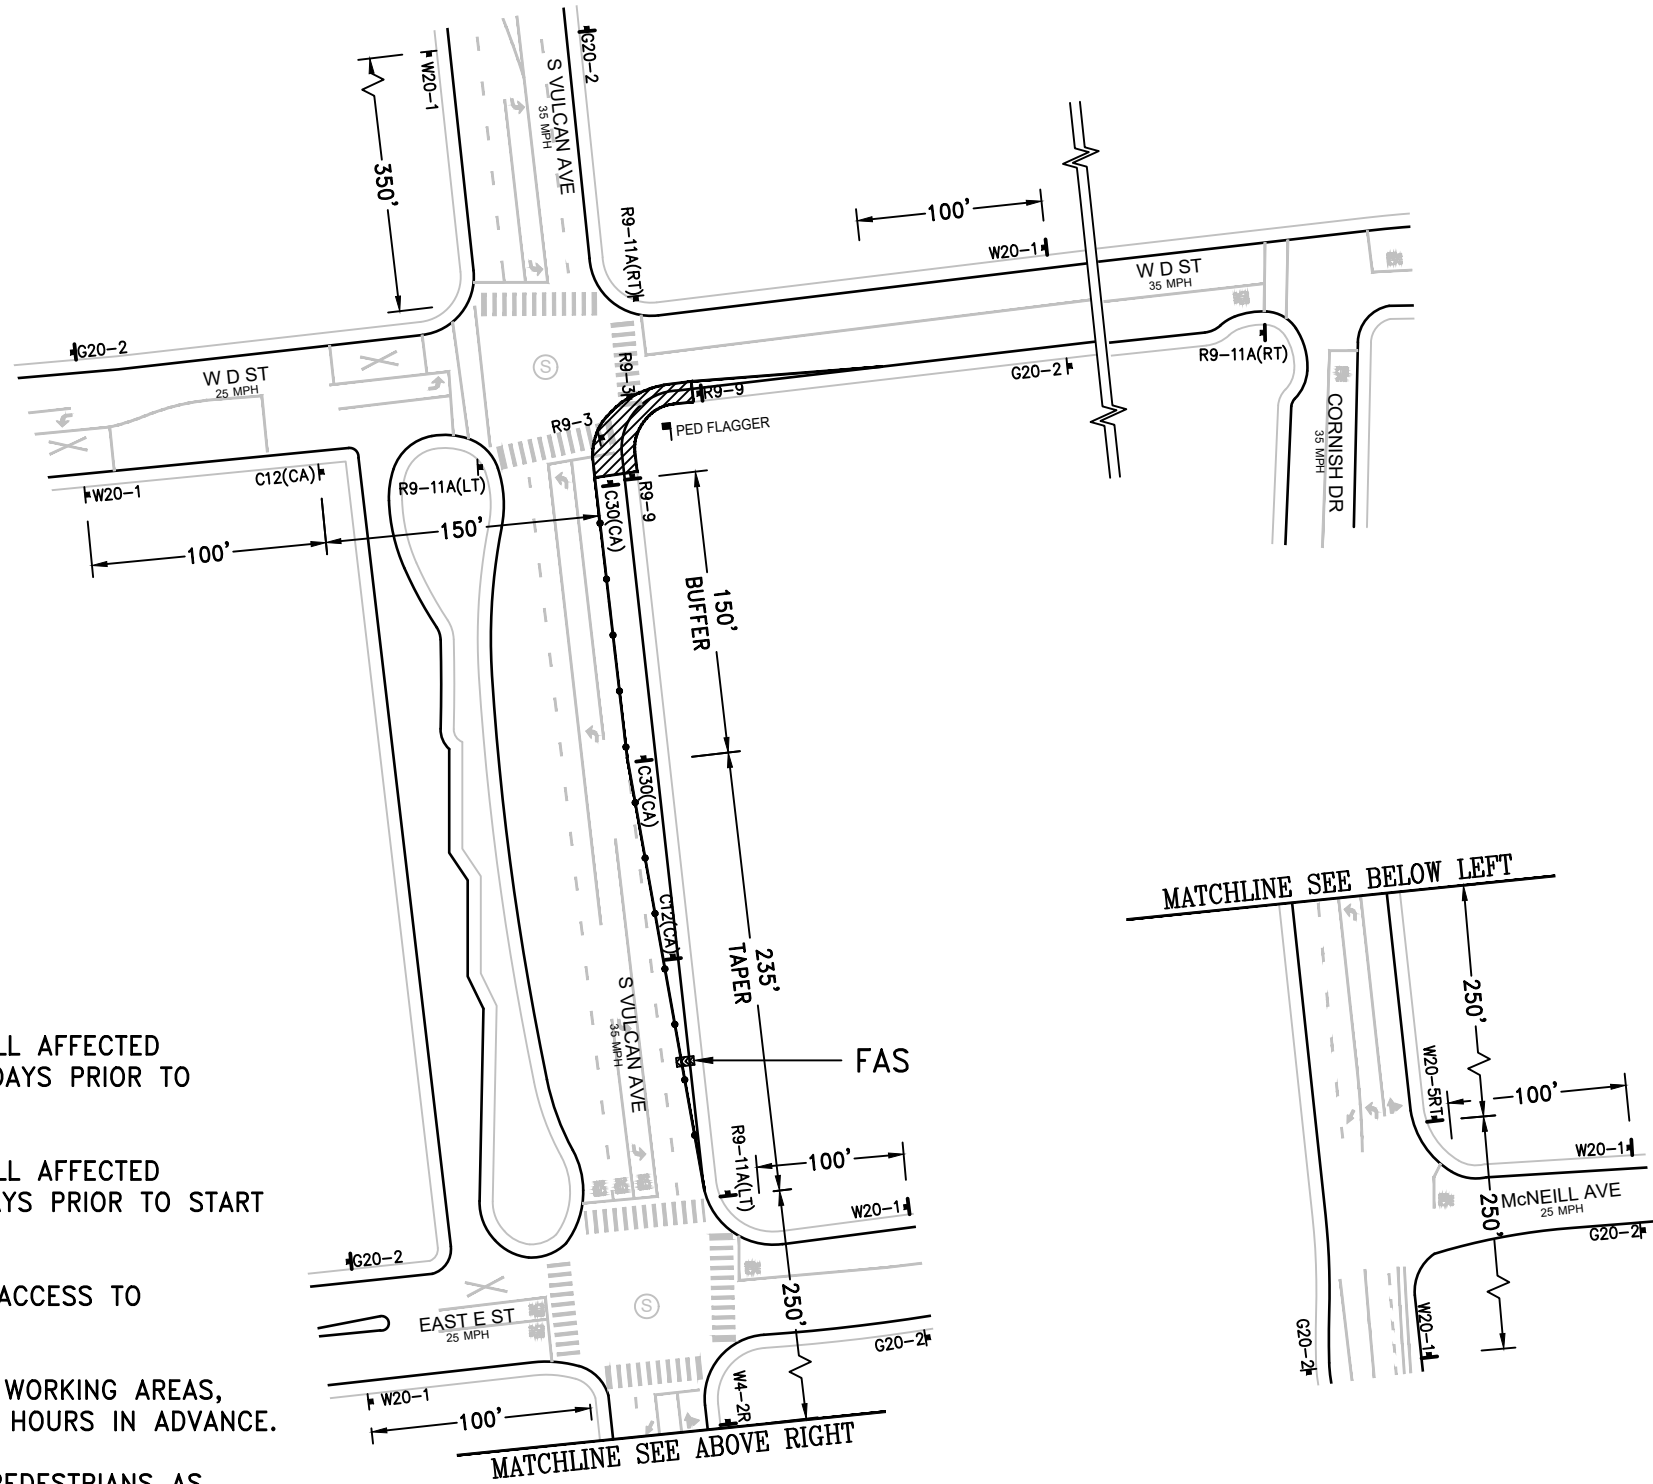 W20-1
350'
S VULCAN AVE
35 MPH
G20-2
R9-11A(RT)
100'
W20-1
W D ST
35 MPH
G20-2
W D ST
25 MPH
S
R9-3
R9-3
R9-9
PED FLAGGER
G20-2
R9-11A(RT)
CORNISH DR
35 MPH
W20-1
C12(CA)
R9-11A(LT)
C30(CA)
R9-9
100'
150'
150'
BUFFER
C30(CA)
C12(CA)
235'
TAPER
S VULCAN AVE
35 MPH
FAS
R9-11A(LT)
100'
W20-1
G20-2
EAST E ST
25 MPH
S
250'
G20-2
W20-1
100'
W4-2R
MATCHLINE SEE ABOVE RIGHT
MATCHLINE SEE BELOW LEFT
250'
W20-5RT
100'
W20-1
McNEILL AVE
25 MPH
250'
G20-2
G20-2
W20-1
LL AFFECTED
DAYS PRIOR TO
LL AFFECTED
YS PRIOR TO START
ACCESS TO
WORKING AREAS,
HOURS IN ADVANCE.
PEDESTRIANS AS